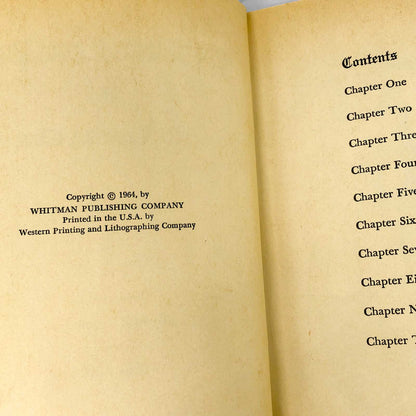 Copyright © 1964, by
WHITMAN PUBLISHING COMPANY
Printed in the U.S.A. by
Western Printing and Lithographing Company
Contents
Chapter One
Chapter Two
Chapter Thre
Chapter Four
Chapter Five
Chapter Six
Chapter Sev
Chapter Ei
Chapter N
Chapter T